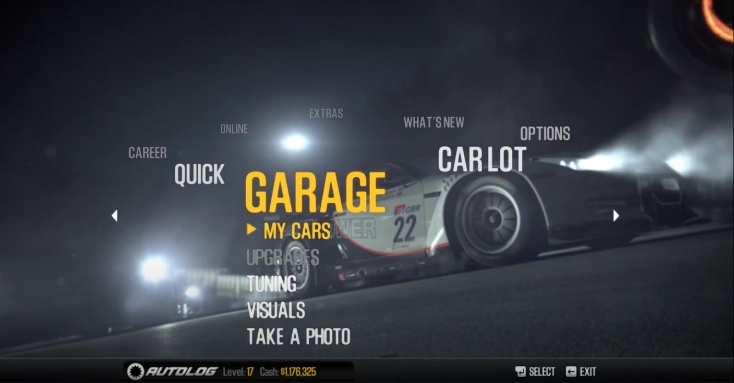 EXTRAS
WHAT'S NEW
ONLINE
OPTIONS
CAREER
CAR LOT
QUICK
GARAGE
MY CARS
UPGRADES
TUNING
VISUALS
TAKE A PHOTO
22
AUTOLOG Level: 17 Cash: $1,176,325
SELECT EXIT